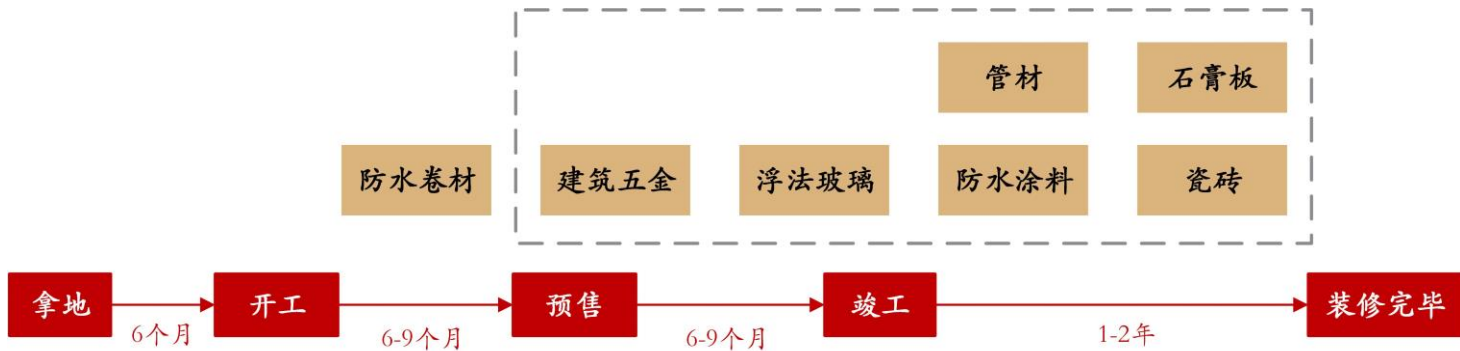 管材
石膏板
防水卷材
建筑五金
浮法玻璃
防水涂料
瓷砖
拿地
开工
预售
竣工
装修完毕
6个月
6-9个月
6-9个月
1-2年